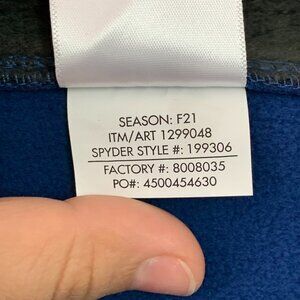 SEASON: F21
ITM/ART 1299048
SPYDER STYLE #: 199306
FACTORY #: 8008035
PO#: 4500454630